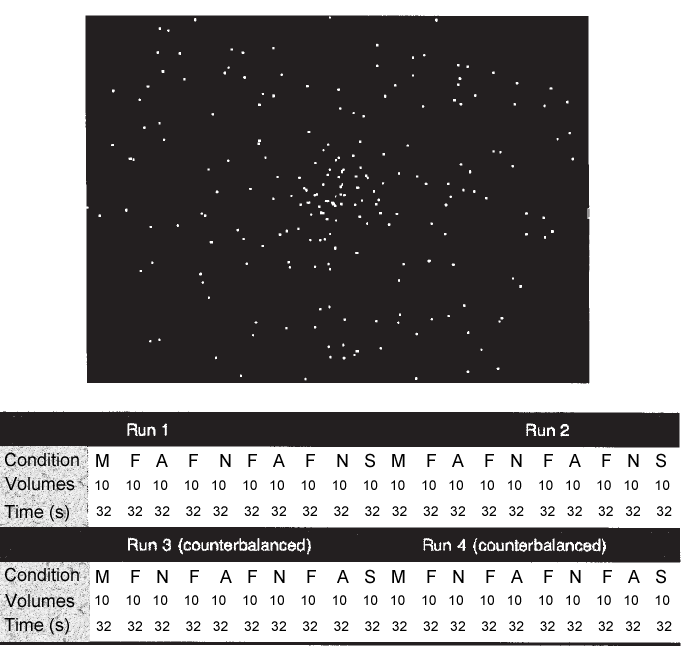 Run 1 Run 2
Condition M F A F N F A F N S M F A F N F A F N S
Volumes 10 10 10 10 10 10 10 10 10 10 10 10 10 10 10 10 10 10 10 10
Time (s) 32 32 32 32 32 32 32 32 32 32 32 32 32 32 32 32 32 32 32 32
Run 3 (counterbalanced) Run 4 (counterbalanced)
Condition M F N F A F N F A S M F N F A F N F A S
Volumes 10 10 10 10 10 10 10 10 10 10 10 10 10 10 10 10 10 10 10 10
Time (s) 32 32 32 32 32 32 32 32 32 32 32 32 32 32 32 32 32 32 32 32